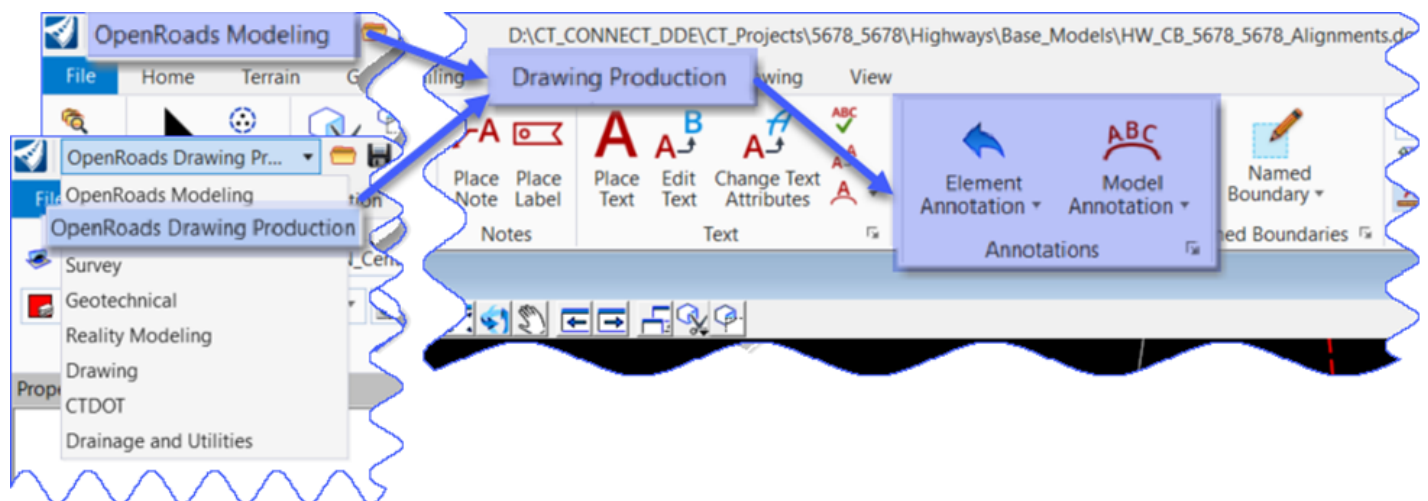 OpenRoads Modeling
D:\CT_CONNECT_DDE\CT_Projects\5678_5678\Highways\Base_Models\HW_CB_5678_5678_Alignments.d
File Home Terrain
Drawing Production
View
OpenRoads Drawing Pr...
OpenRoads Modeling
OpenRoads Drawing Production
Survey
Geotechnical
Reality Modeling
Drawing
CTDOT
Drainage and Utilities
Place Note
Place Label
Notes
Place Text
Edit Text
Change Text Attributes
Text
Element Annotation
Model Annotation
Annotations
Named Boundary
ned Boundaries
ABC
ABC